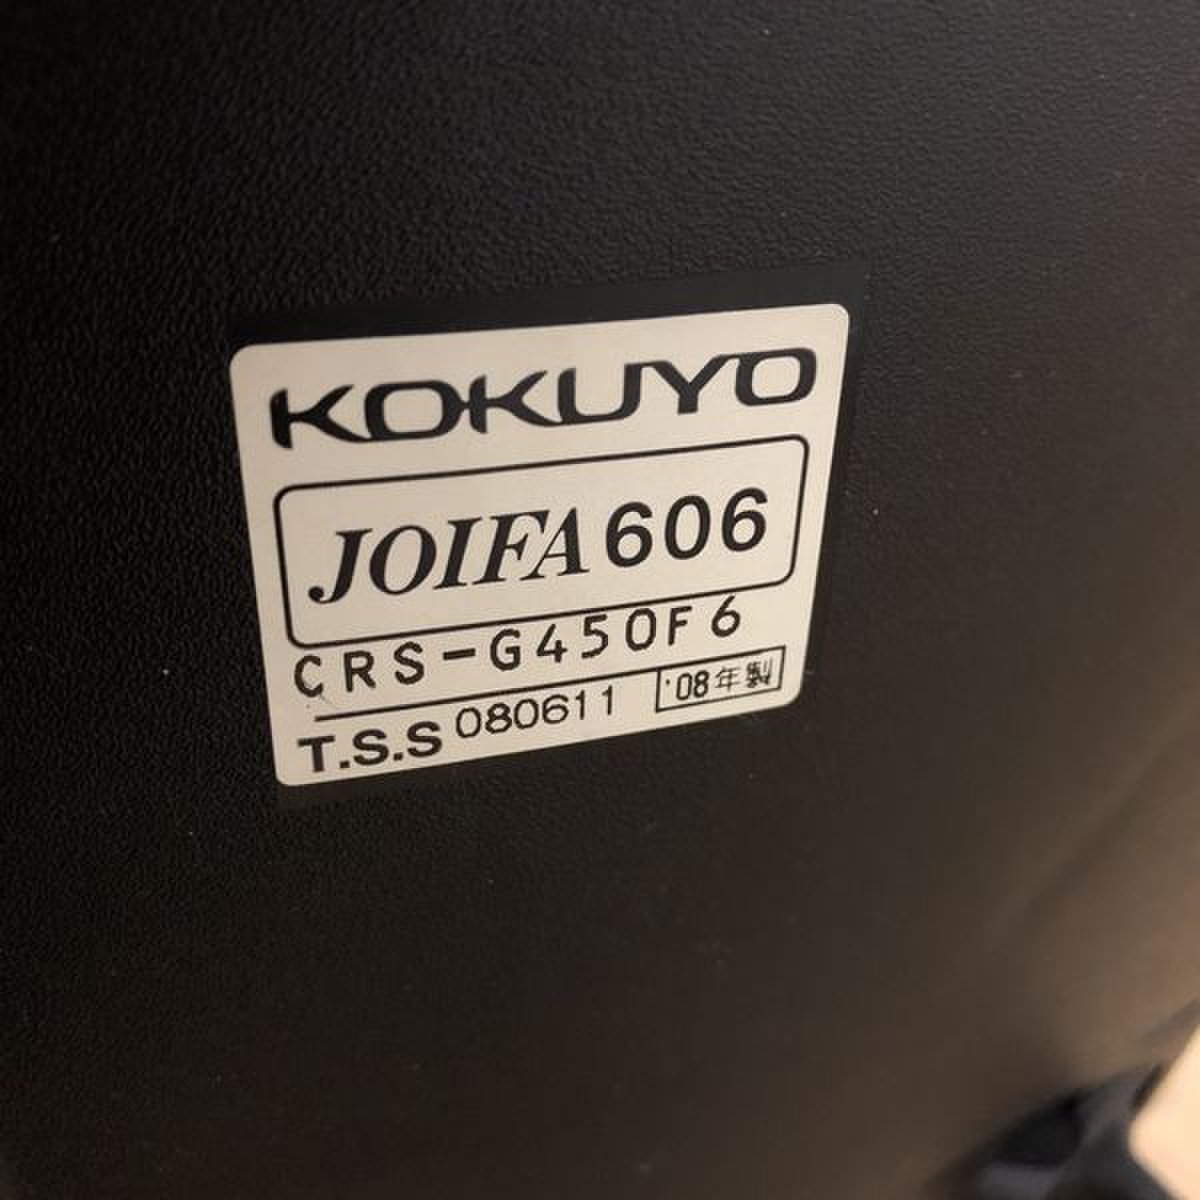 KOKUYO
JOIFA 606
CRS-G450F6
T.S.S 080611 '08年製